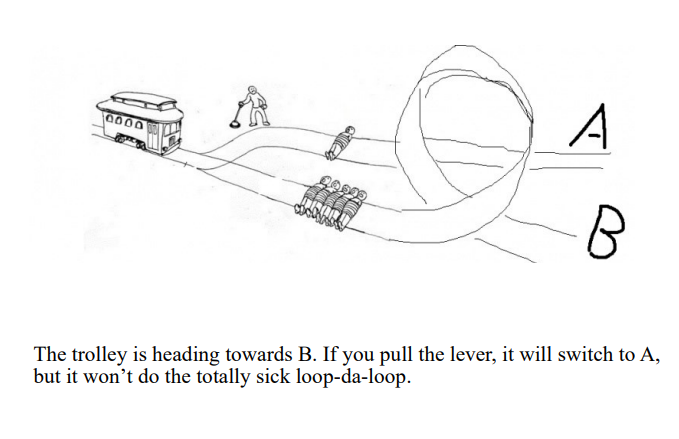 A
B
The trolley is heading towards B. If you pull the lever, it will switch to A,
but it won’t do the totally sick loop-da-loop.